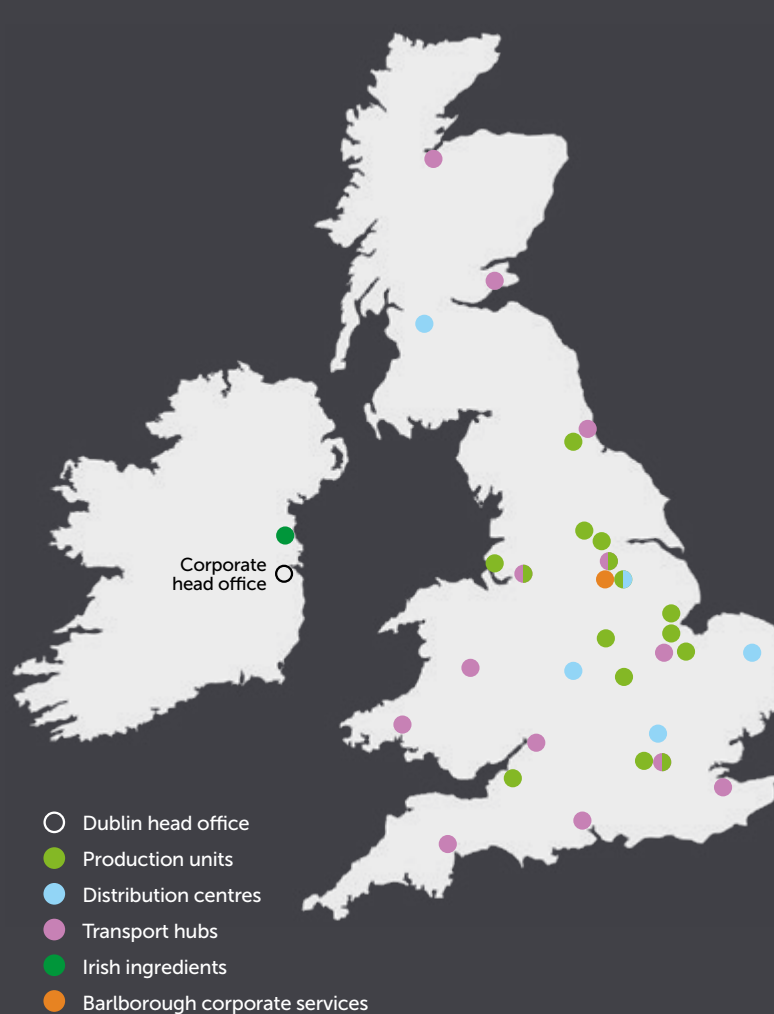 Corporate
head office
Dublin head office
Production units
Distribution centres
Transport hubs
Irish ingredients
Barlborough corporate services